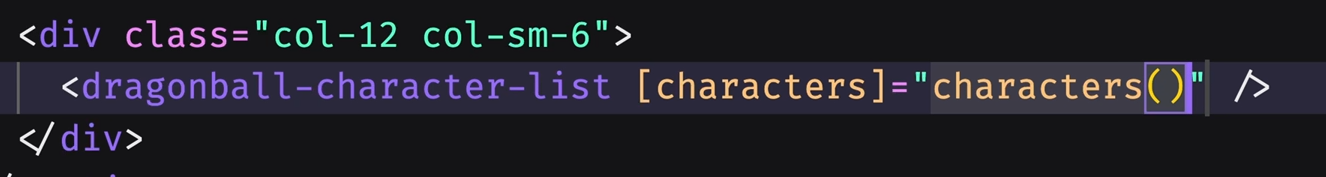 <div class="col-12 col-sm-6">
<dragonball-character-list [characters]="characters()" />
</div>